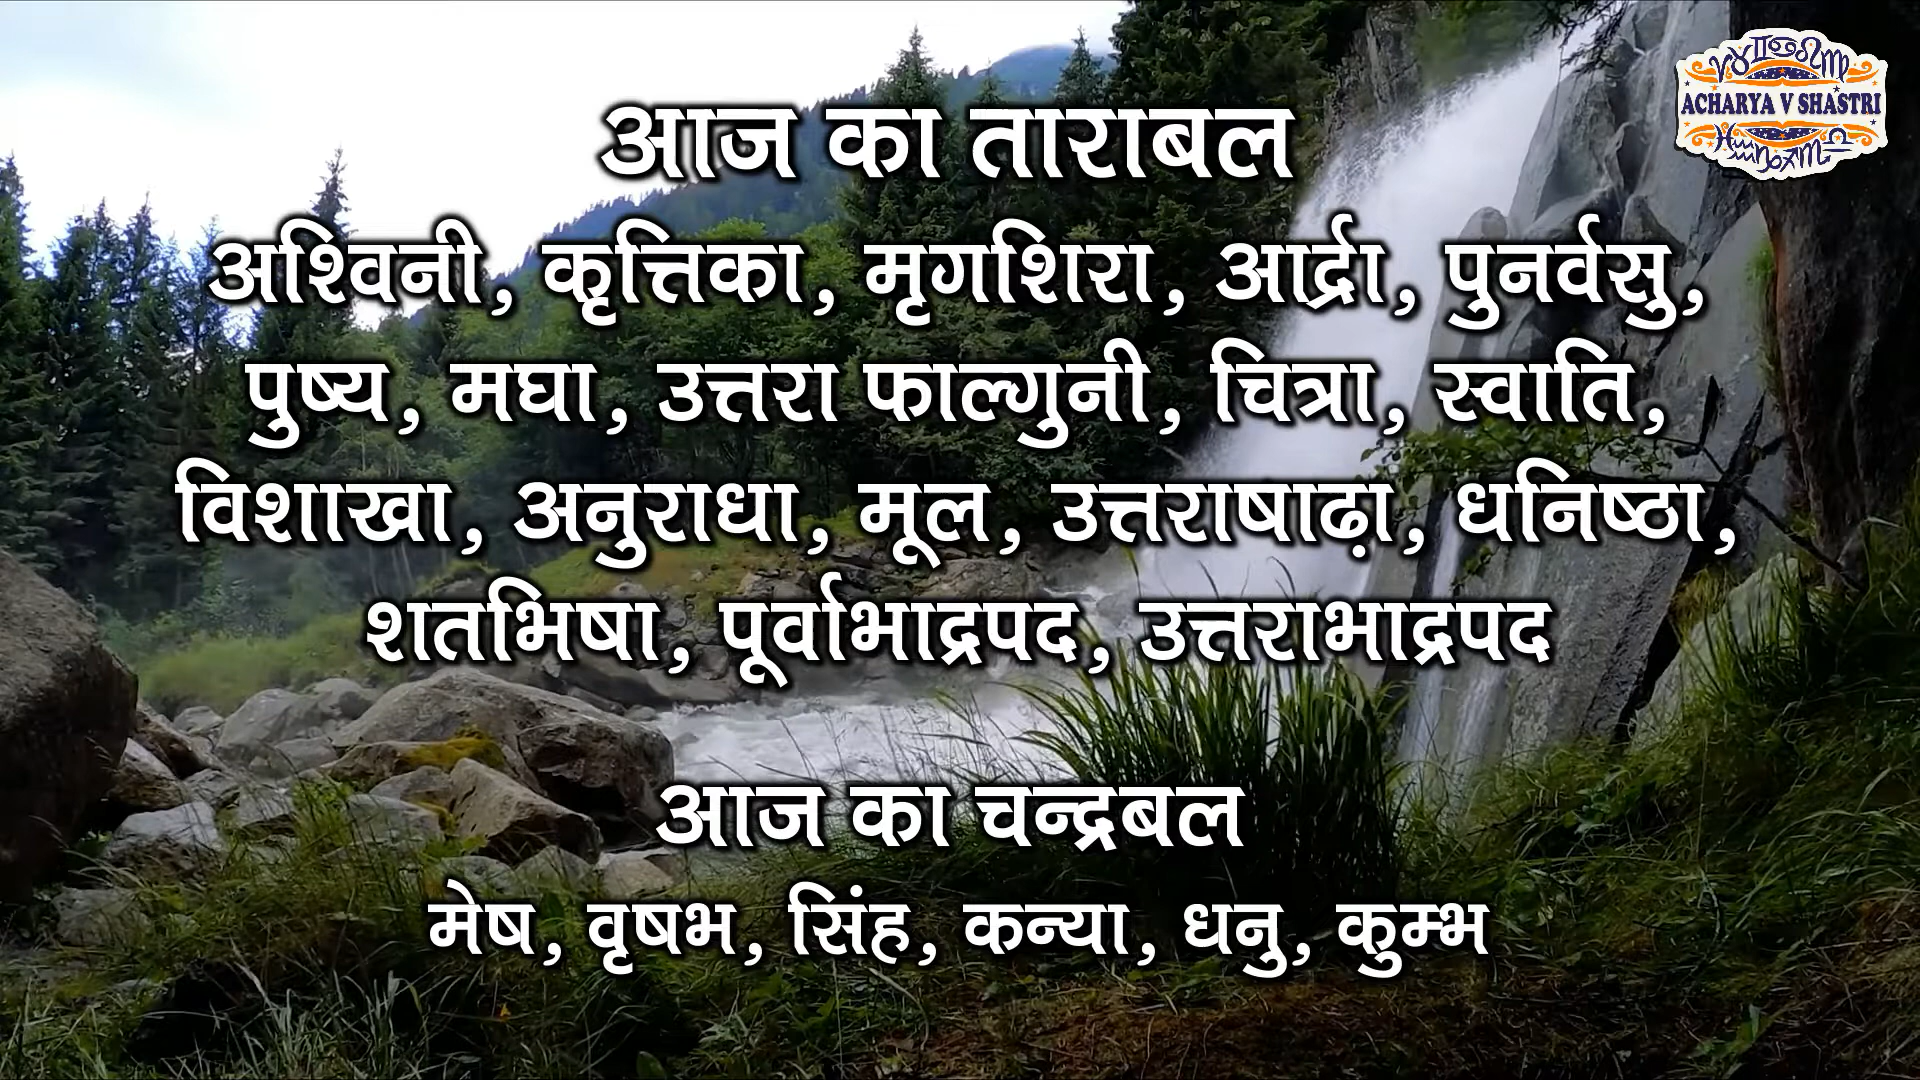 ACHARYA V SHASTRI
आज का ताराबल
अश्विनी, कृत्तिका, मृगशिरा, आर्द्रा, पुनर्वसु,
पुष्य, मघा, उत्तरा फाल्गुनी, चित्रा, स्वाति,
विशाखा, अनुराधा, मूल, उत्तराषाढ़ा, धनिष्ठा,
शतभिषा, पूर्वाभाद्रपद, उत्तराभाद्रपद
आज का चन्द्रबल
मेष, वृषभ, सिंह, कन्या, धनु, कुम्भ